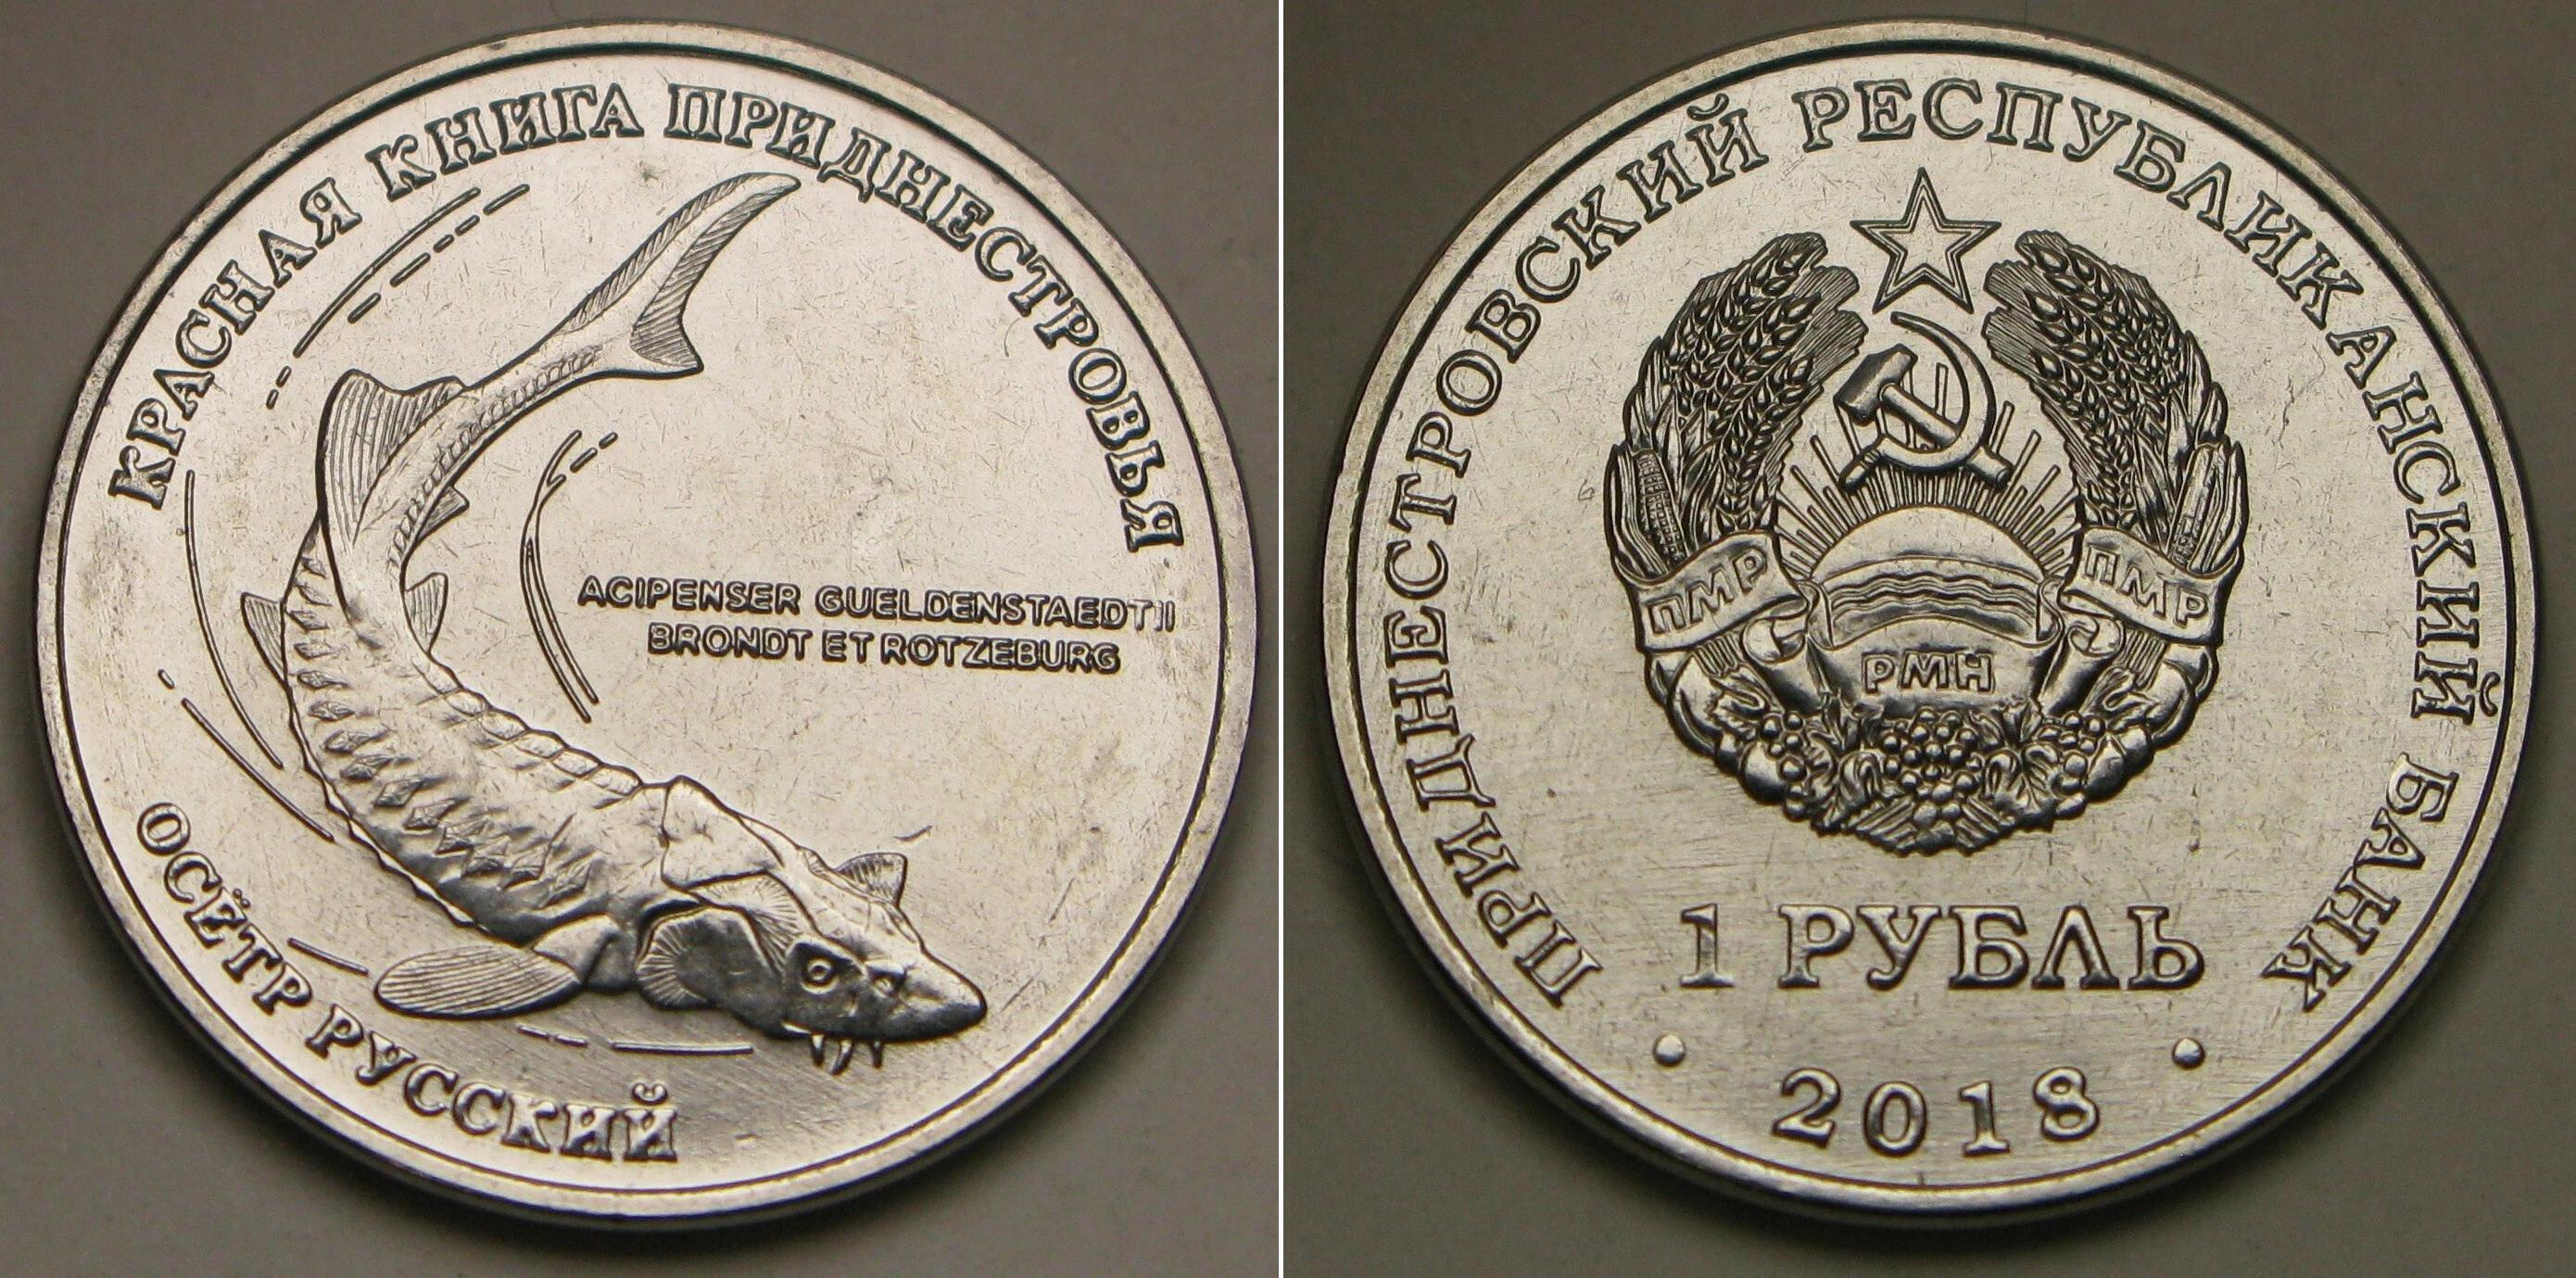 КРАСНАЯ КНИГА ПРИДНЕСТРОВЬЯ
ACIPENSER GUELDENSTAEDTII
BRONDT ET ROTZEBURG
ОСЁТР РУССКИЙ
ПРИДНЕСТРОВСКИЙ РЕСПУБЛИКАНСКИЙ БАНК
ПМР
ПМР
РМН
1 РУБЛЬ
• 2018 •